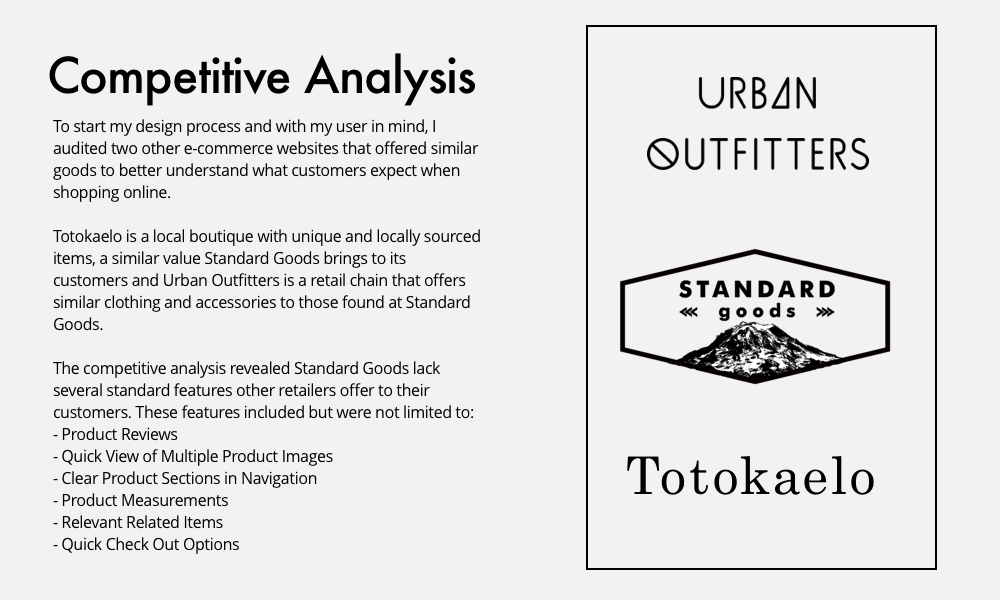 Competitive Analysis
To start my design process and with my user in mind, I
audited two other e-commerce websites that offered similar
goods to better understand what customers expect when
shopping online.
Totokaelo is a local boutique with unique and locally sourced
items, a similar value Standard Goods brings to its
customers and Urban Outfitters is a retail chain that offers
similar clothing and accessories to those found at Standard
Goods.
The competitive analysis revealed Standard Goods lack
several standard features other retailers offer to their
customers. These features included but were not limited to:
- Product Reviews
- Quick View of Multiple Product Images
- Clear Product Sections in Navigation
- Product Measurements
- Relevant Related Items
- Quick Check Out Options
URBAN
OUTFITTERS
STANDARD
goods
Totokaelo